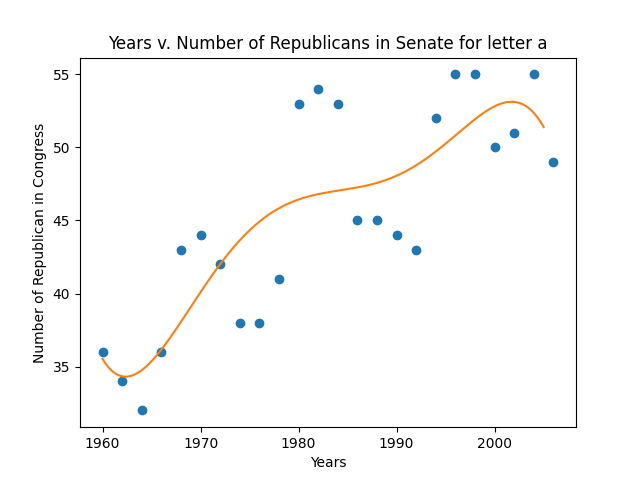 Years v. Number of Republicans in Senate for letter a
Number of Republican in Congress
55
50
45
40
35
1960 1970 1980 1990 2000
Years